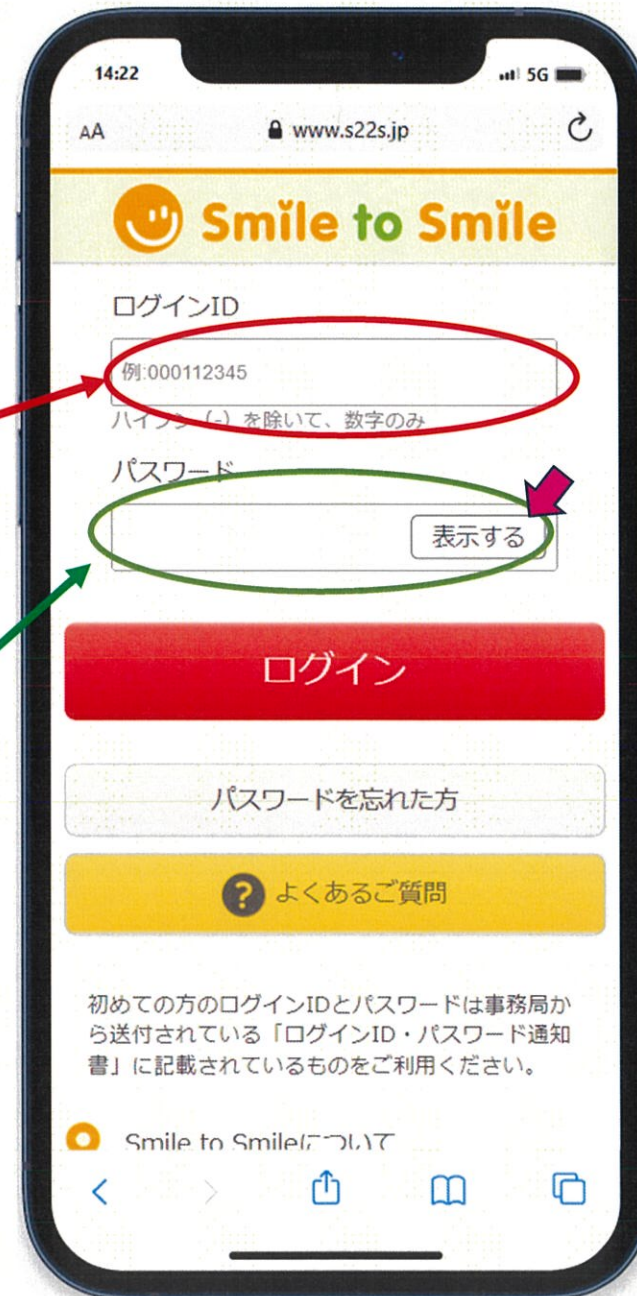 14:22
5G
AA
www.s22s.jp
Smile to Smile
ログインID
例:000112345
ハイフン (-) を除いて、数字のみ
パスワード
表示する
ログイン
パスワードを忘れた方
? よくあるご質問
初めての方のログインIDとパスワードは事務局か
ら送付されている「ログインID・パスワード通知
書」に記載されているものをご利用ください。
Smile to Smileについて